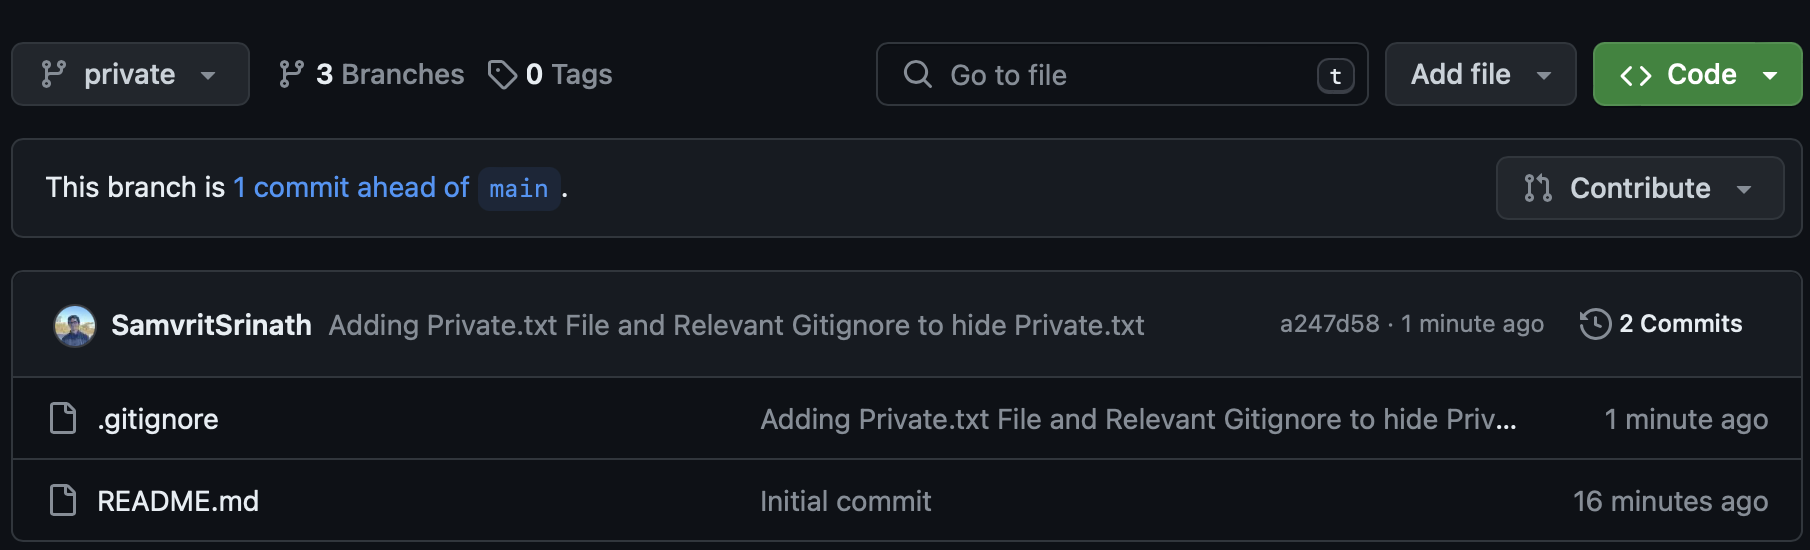 private 3 Branches 0 Tags Go to file t Add file Code
This branch is 1 commit ahead of main .
Contribute
SamvritSrinath Adding Private.txt File and Relevant Gitignore to hide Private.txt a247d58 · 1 minute ago 2 Commits
.gitignore Adding Private.txt File and Relevant Gitignore to hide Priv... 1 minute ago
README.md Initial commit 16 minutes ago